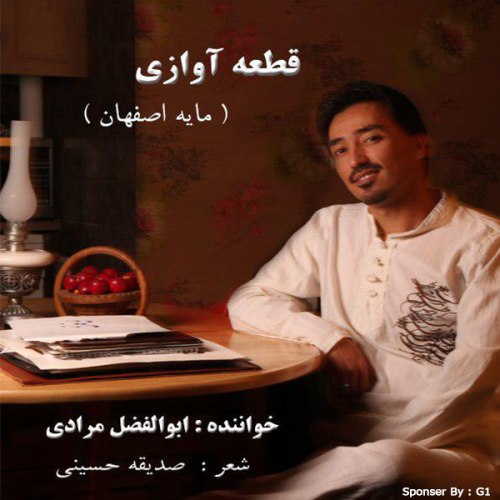 قطعه آوازی
( مایه اصفهان )
خواننده : ابوالفضل مرادی
شعر : صدیقه حسینی
Sponser By : G1